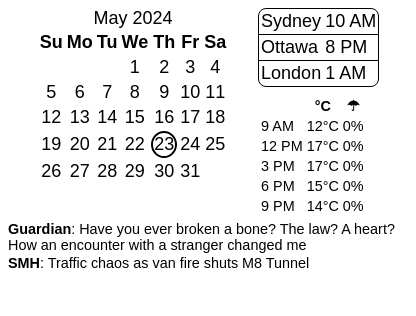 May 2024
Su Mo Tu We Th Fr Sa
1 2 3 4
5 6 7 8 9 10 11
12 13 14 15 16 17 18
19 20 21 22 23 24 25
26 27 28 29 30 31
Sydney 10 AM
Ottawa 8 PM
London 1 AM
°C ☂
9 AM 12°C 0%
12 PM 17°C 0%
3 PM 17°C 0%
6 PM 15°C 0%
9 PM 14°C 0%
Guardian: Have you ever broken a bone? The law? A heart?
How an encounter with a stranger changed me
SMH: Traffic chaos as van fire shuts M8 Tunnel